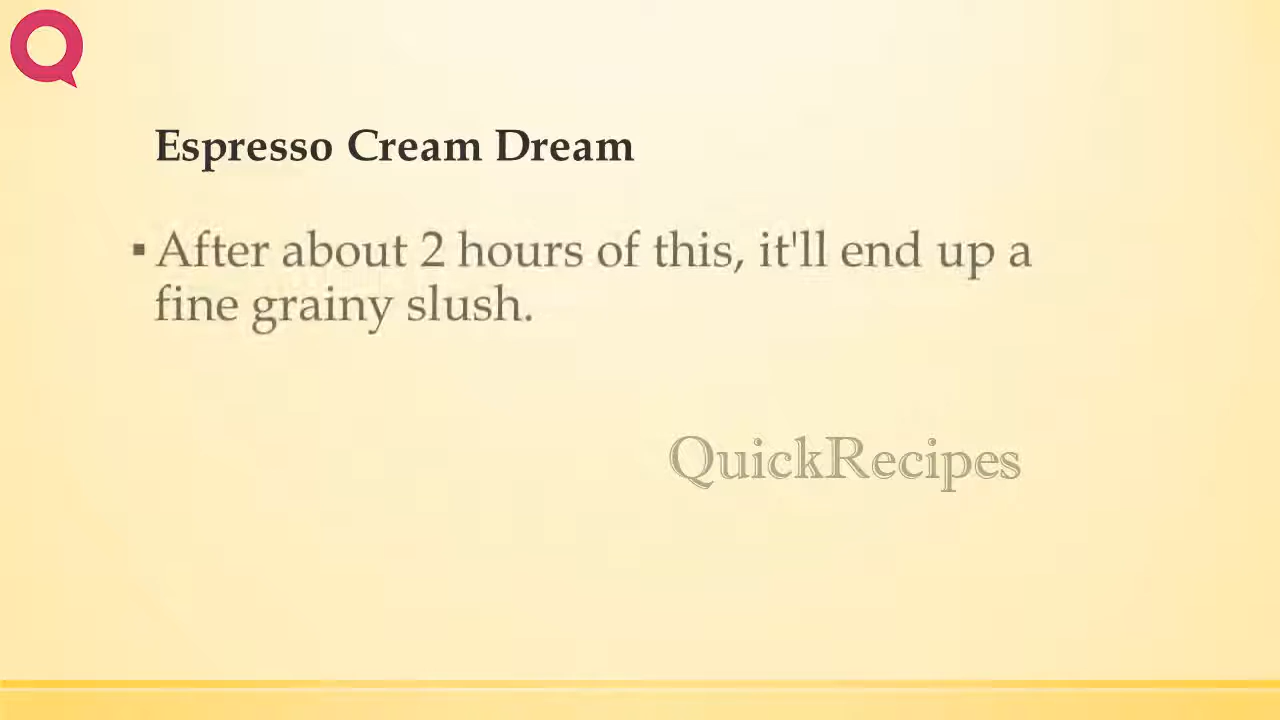 Espresso Cream Dream
▪ After about 2 hours of this, it'll end up a
fine grainy slush.
QuickRecipes